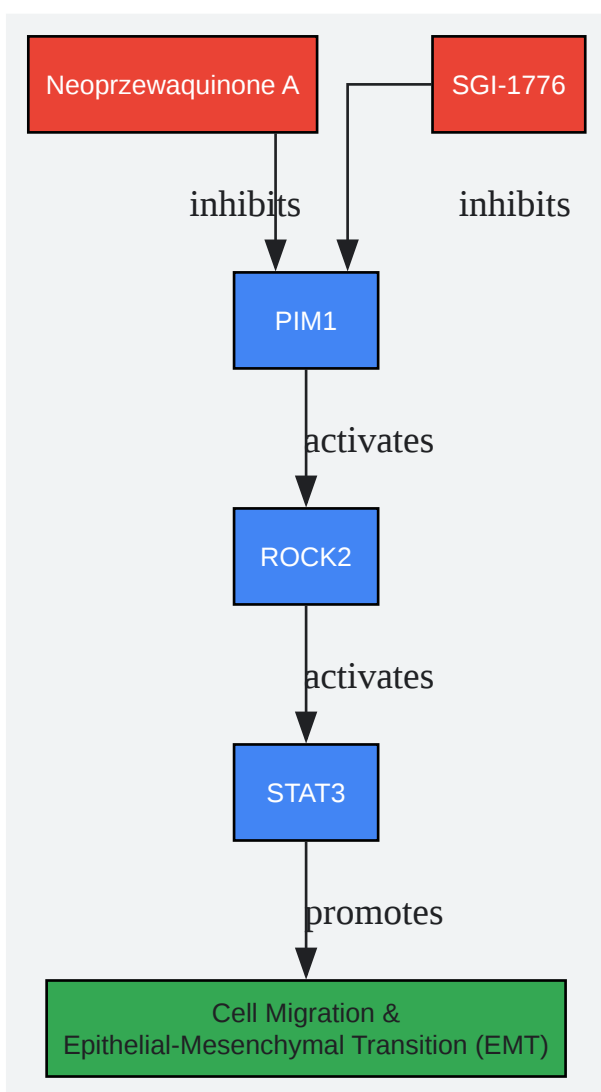 Neoprzewaquinone A
SGI-1776
inhibits
inhibits
PIM1
activates
ROCK2
activates
STAT3
promotes
Cell Migration &
Epithelial-Mesenchymal Transition (EMT)